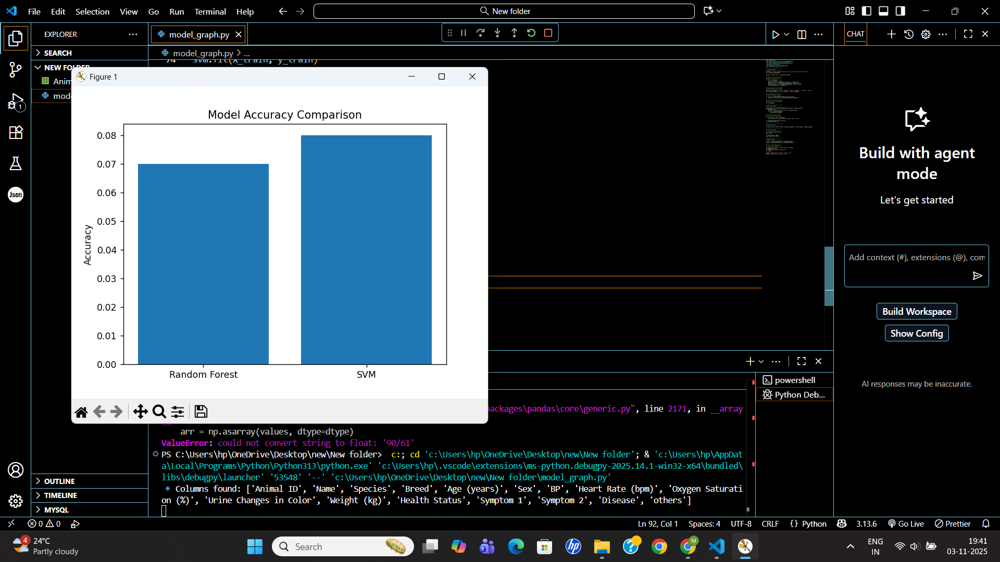 File Edit Selection View Go Run Terminal Help
New folder
EXPLORER
model_graph.py
CHAT
SEARCH
model_graph.py > ...
NEW FOLDER
74 svm.fit(X_train, y_train)
Anim
mod
1
Figure 1
Model Accuracy Comparison
0.08
0.07
0.06
0.05
0.04
0.03
0.02
0.01
0.00
Accuracy
Random Forest
SVM
Json
Build with agent
mode
Let's get started
Add context (#), extensions (@), com
Build Workspace
Show Config
AI responses may be inaccurate.
powershell
Python Deb...
packages\pandas\core\generic.py", line 2171, in __array
__
arr = np.asarray(values, dtype=dtype)
ValueError: could not convert string to float: '90/61'
PS C:\Users\hp\OneDrive\Desktop\new\New folder> c:; cd 'c:\Users\hp\OneDrive\Desktop\new\New folder'; & 'c:\Users\hp\AppDat
a\Local\Programs\Python\Python313\python.exe' 'c:\Users\hp\.vscode\extensions\ms-python.debugpy-2025.14.1-win32-x64\bundled\
libs\debugpy\launcher' '53548' '--' 'c:\Users\hp\OneDrive\Desktop\new\New folder\model_graph.py'
Columns found: ['Animal ID', 'Name', 'Species', 'Breed', 'Age (years)', 'Sex', 'BP', 'Heart Rate (bpm)', 'Oxygen Saturati
on (%)', 'Urine Changes in Color', 'Weight (kg)', 'Health Status', 'Symptom 1', 'Symptom 2', 'Disease', 'others']
OUTLINE
TIMELINE
MYSQL
0 0
Ln 92, Col 1 Spaces: 4 UTF-8 CRLF {} Python 3.13.6 Go Live Prettier
4
24°C
Partly cloudy
Search
M
ENG
IN
19:41
03-11-2025